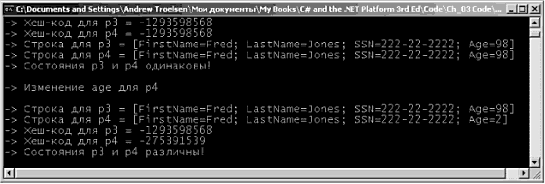 C:\Documents and Settings\Andrew Troelsen\Мои документы\My Books\C# and the .NET Platform 3rd Ed\Code\Ch_03 Code\...
-> Хеш-код для p3 = -1293598568
-> Хеш-код для p4 = -1293598568
-> Строка для p3 = [FirstName=Fred; LastName=Jones; SSN=222-22-2222; Age=98]
-> Строка для p4 = [FirstName=Fred; LastName=Jones; SSN=222-22-2222; Age=98]
-> Состояния p3 и p4 одинаковы!
-> Изменение age для p4
-> Строка для p3 = [FirstName=Fred; LastName=Jones; SSN=222-22-2222; Age=98]
-> Строка для p4 = [FirstName=Fred; LastName=Jones; SSN=222-22-2222; Age=2]
-> Хеш-код для p3 = -1293598568
-> Хеш-код для p4 = -275391539
-> Состояния p3 и p4 различны!